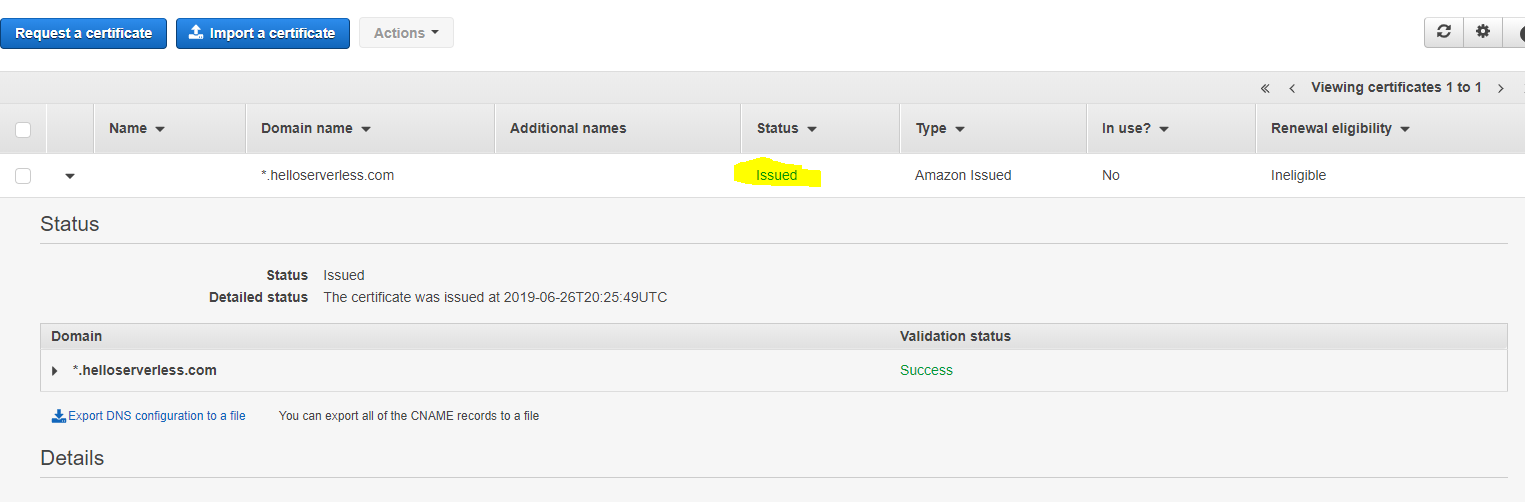 Request a certificate Import a certificate Actions
« ‹ Viewing certificates 1 to 1 ›
Name Domain name Additional names Status Type In use? Renewal eligibility
*.helloserverless.com Issued Amazon Issued No Ineligible
Status
Status Issued
Detailed status The certificate was issued at 2019-06-26T20:25:49UTC
Domain Validation status
*.helloserverless.com Success
Export DNS configuration to a file You can export all of the CNAME records to a file
Details